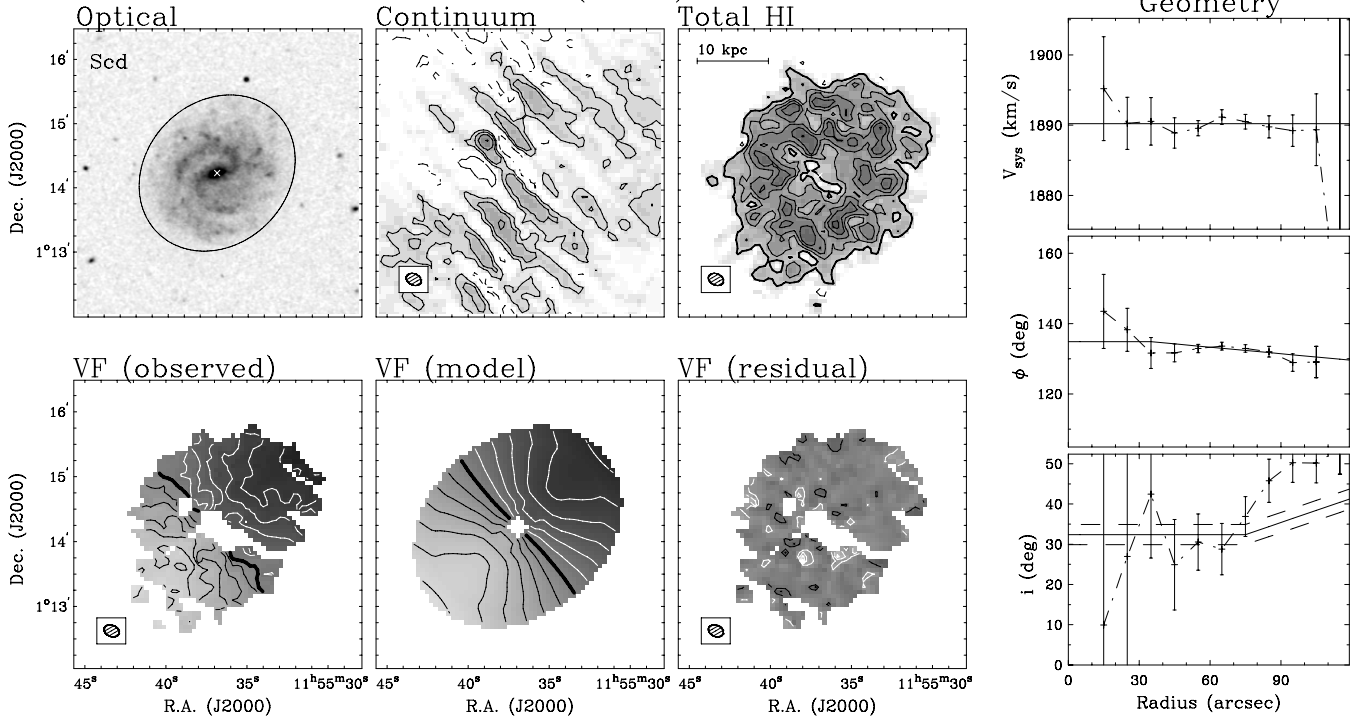 Geometry
Optical
Continuum
Total HI
Scd
10 kpc
16′
15′
14′
1°13′
Dec. (J2000)
1900
1890
1880
V_sys (km/s)
160
140
120
φ (deg)
VF (observed)
VF (model)
VF (residual)
16′
15′
14′
1°13′
Dec. (J2000)
45ˢ 40ˢ 35ˢ 11ʰ55ᵐ30ˢ
45ˢ 40ˢ 35ˢ 11ʰ55ᵐ30ˢ
45ˢ 40ˢ 35ˢ 11ʰ55ᵐ30ˢ
R.A. (J2000)
R.A. (J2000)
R.A. (J2000)
50
40
30
20
10
0
i (deg)
0 30 60 90
Radius (arcsec)